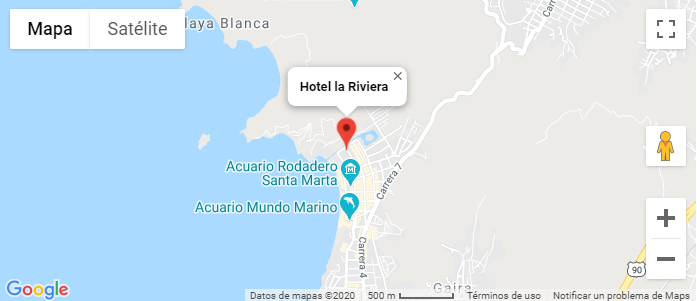 laya Blanca
Mapa
Satélite
Hotel la Riviera
Acuario Rodadero
Santa Marta
Carrera 7
Acuario Mundo Marino
Carrera 4
90
Gaira
Google
Datos de mapas ©2020
500 m
Términos de uso
Notificar un problema de Maps